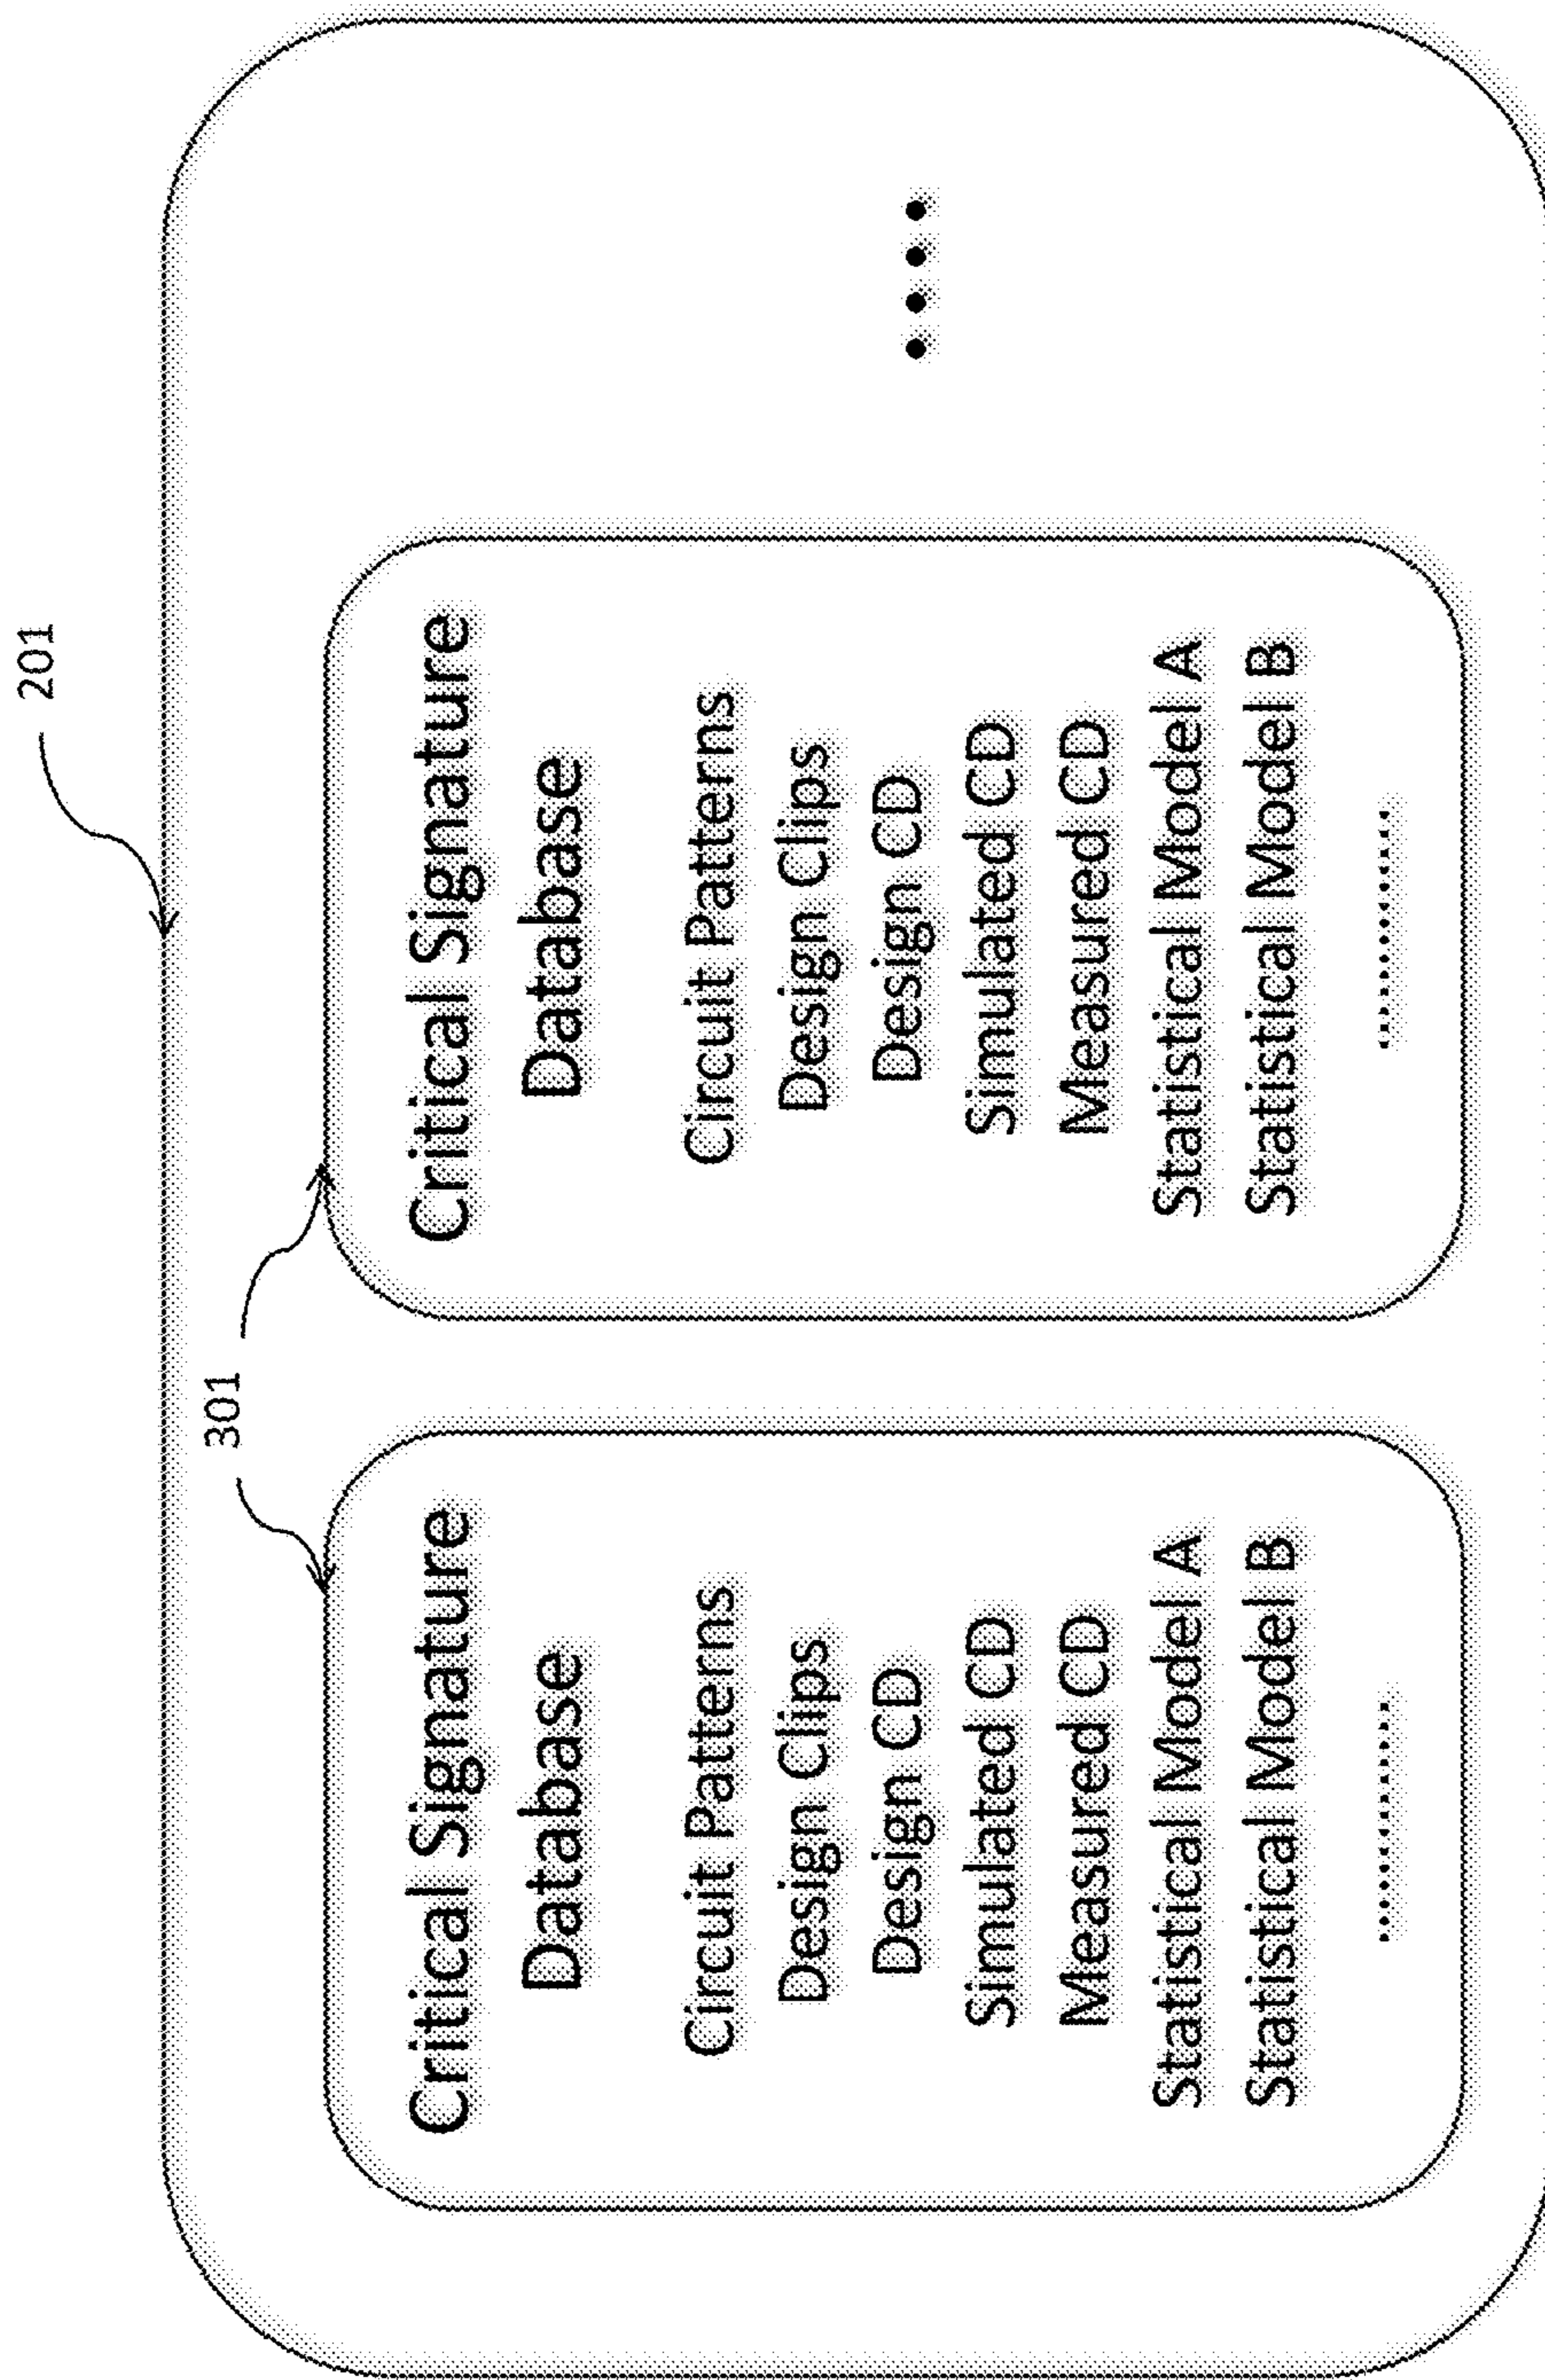 201
301
Critical Signature
Database
Circuit Patterns
Design Clips
Design CD
Simulated CD
Measured CD
Statistical Model A
Statistical Model B
............
Critical Signature
Database
Circuit Patterns
Design Clips
Design CD
Simulated CD
Measured CD
Statistical Model A
Statistical Model B
............
....